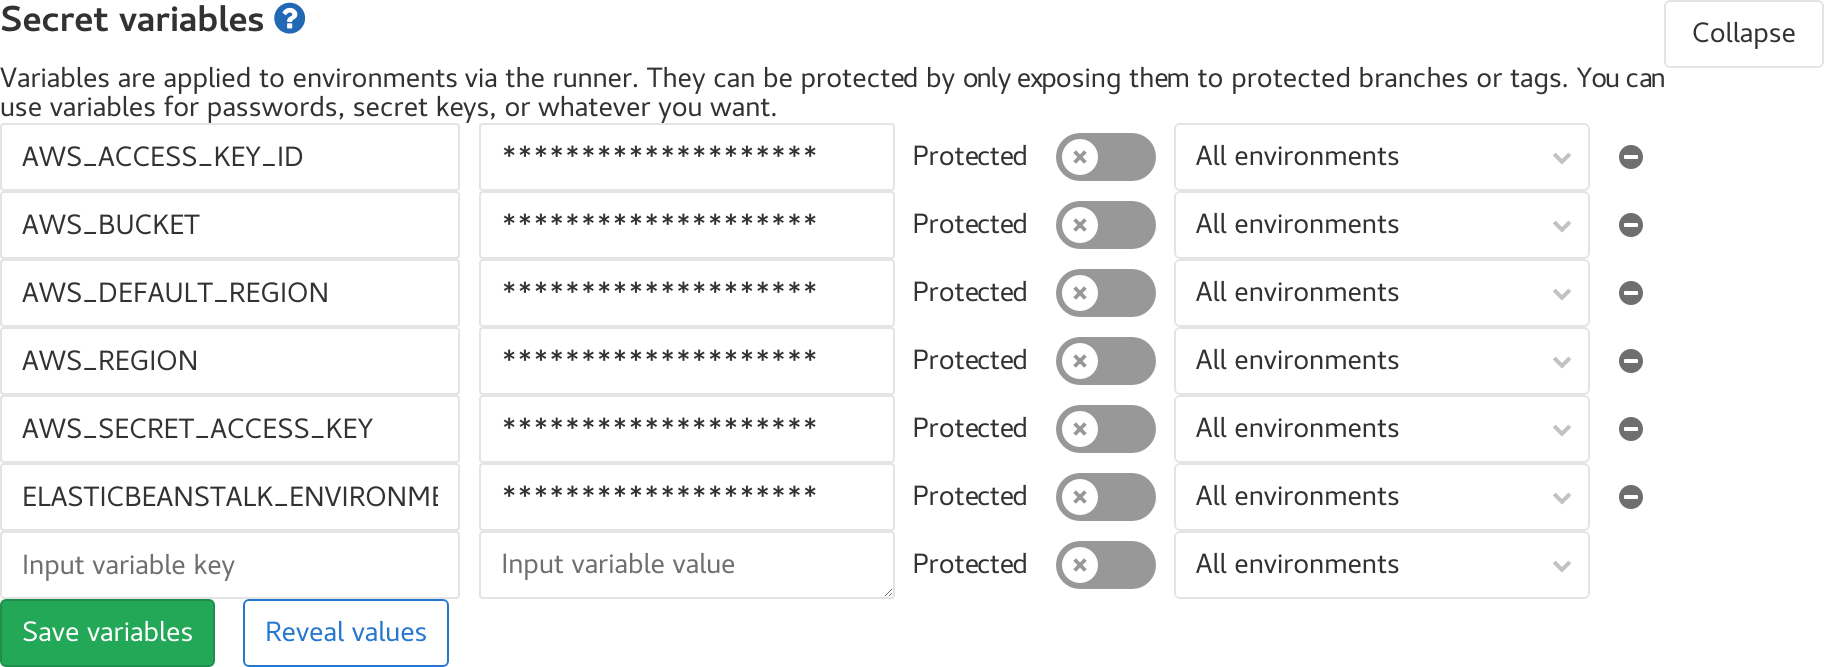 Secret variables ?
Collapse
Variables are applied to environments via the runner. They can be protected by only exposing them to protected branches or tags. You can
use variables for passwords, secret keys, or whatever you want.
AWS_ACCESS_KEY_ID ******************** Protected All environments
AWS_BUCKET ******************** Protected All environments
AWS_DEFAULT_REGION ******************** Protected All environments
AWS_REGION ******************** Protected All environments
AWS_SECRET_ACCESS_KEY ******************** Protected All environments
ELASTICBEANSTALK_ENVIRONME ******************** Protected All environments
Input variable key Input variable value Protected All environments
Save variables Reveal values